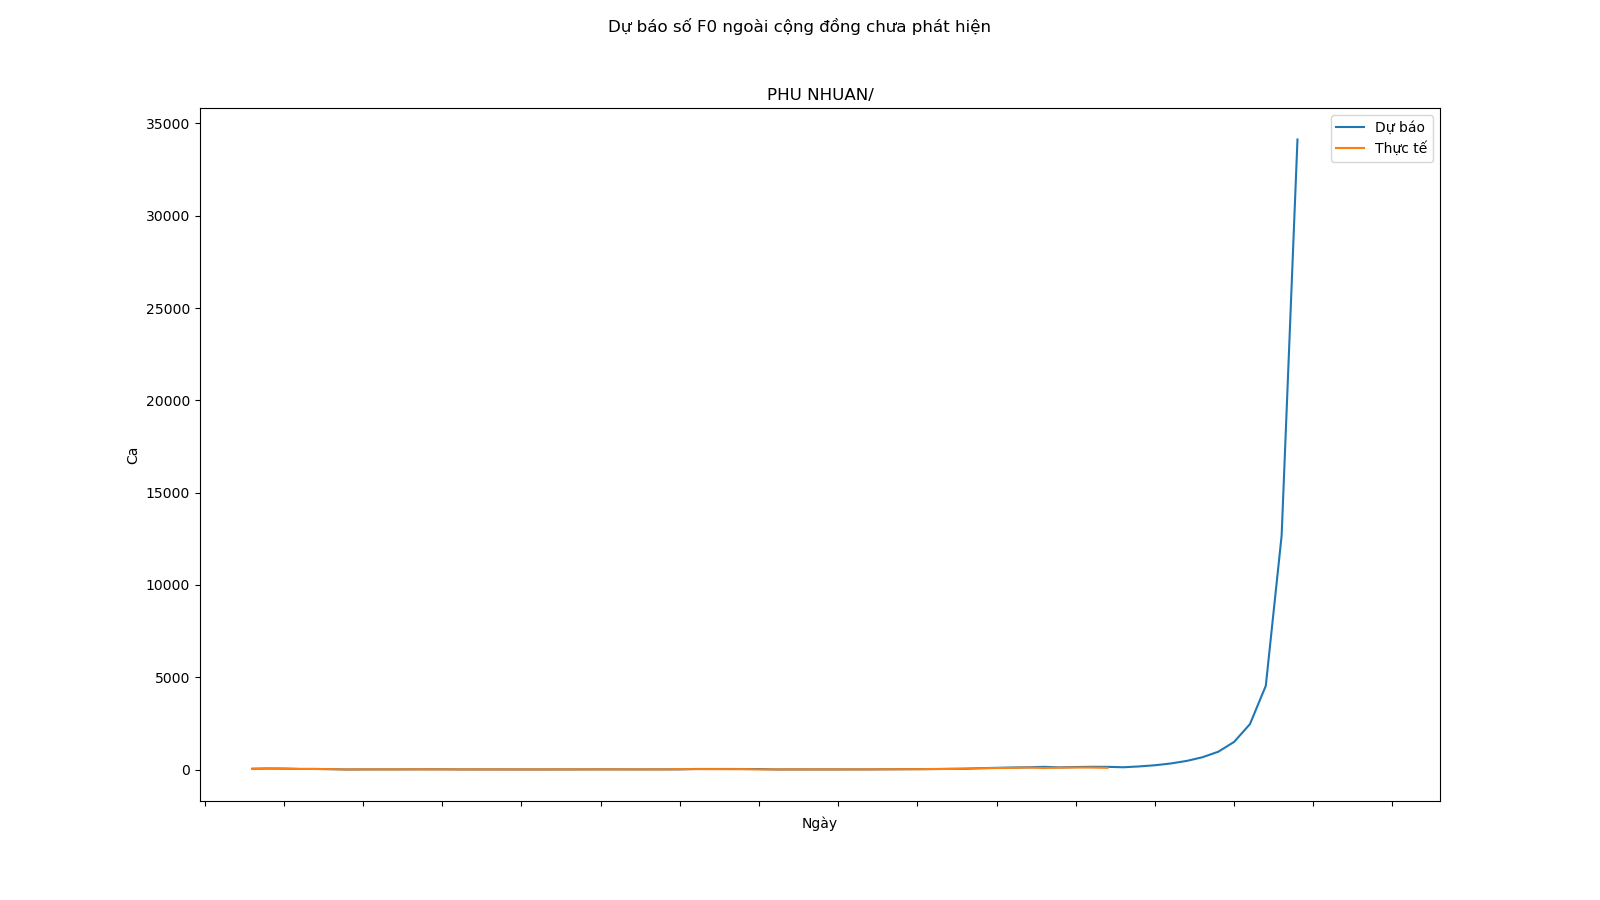 Dự báo số F0 ngoài cộng đồng chưa phát hiện
PHU NHUAN/
Dự báo
Thực tế
35000
30000
25000
20000
15000
10000
5000
0
Ca
Ngày